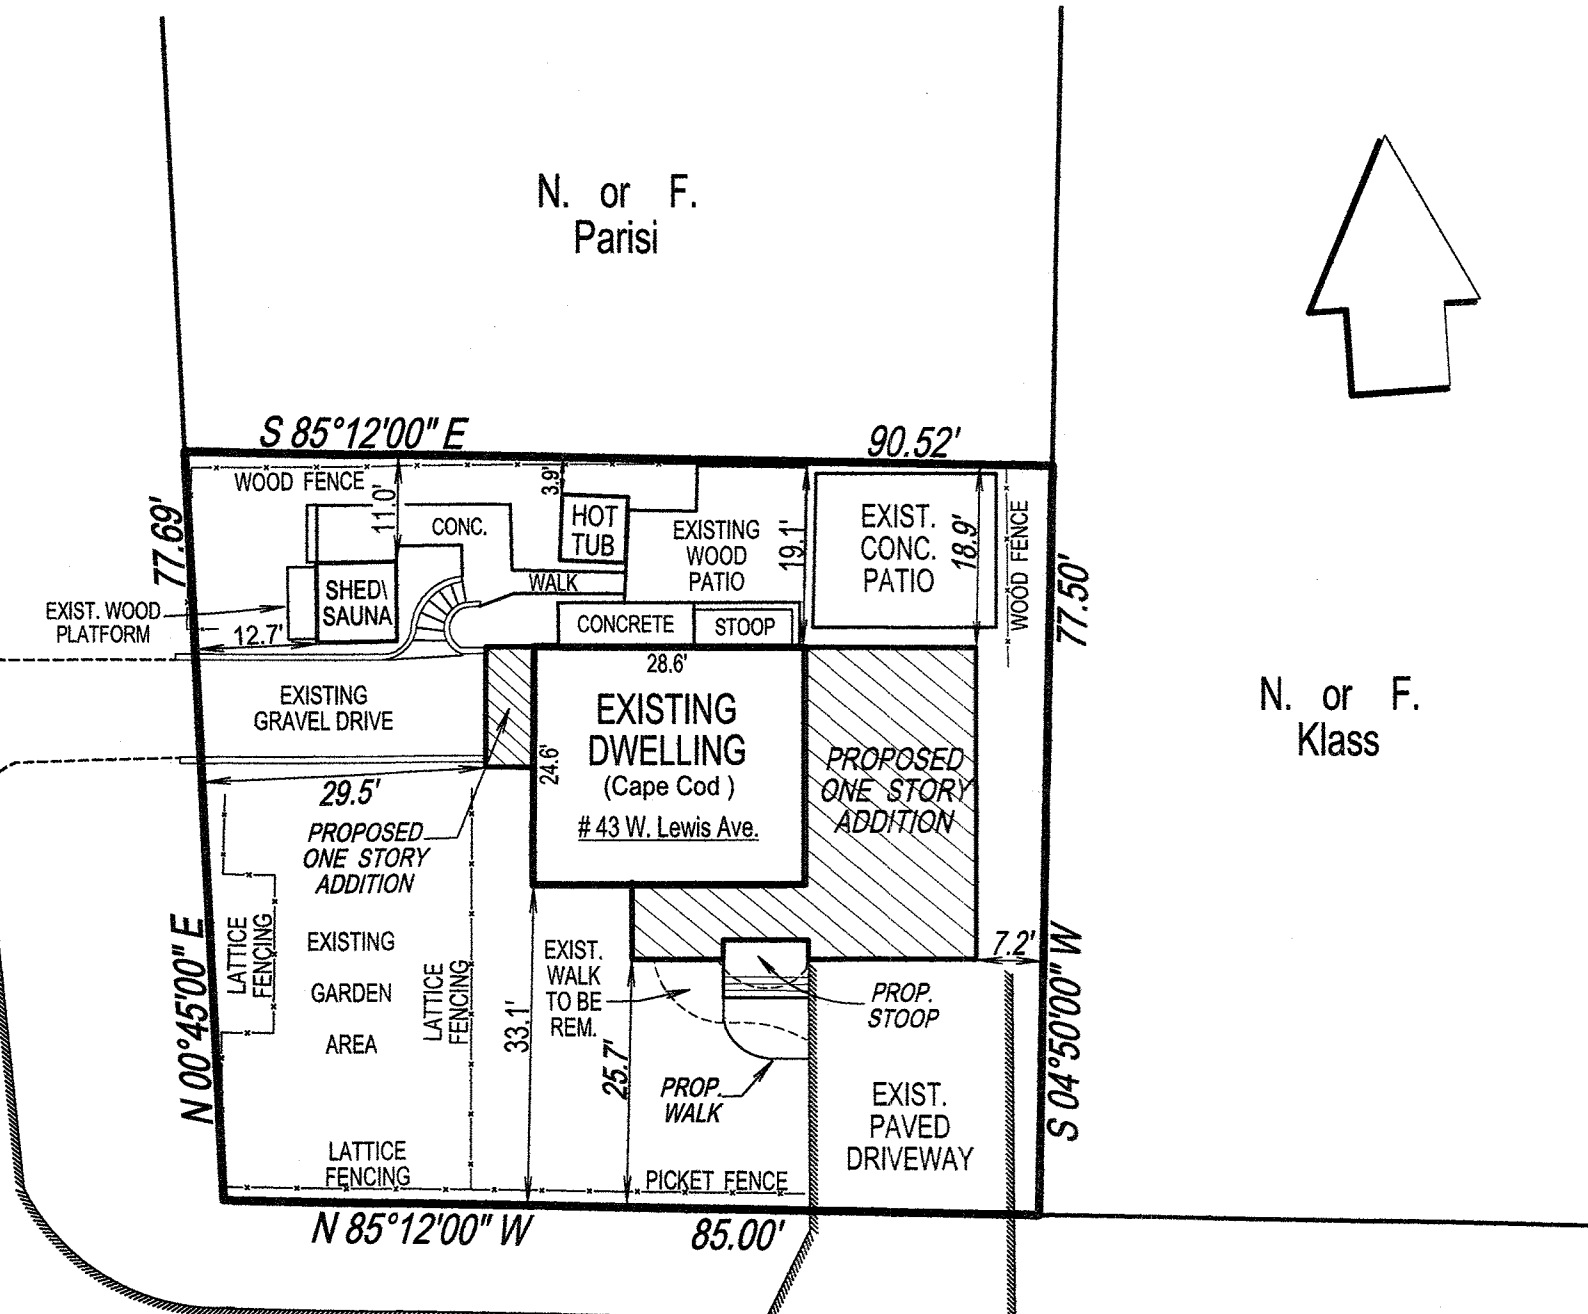 N. or F.
Parisi
S 85°12'00" E
90.52'
WOOD FENCE
11.0'
3.9'
77.69'
CONC.
HOT
TUB
EXISTING
WOOD
PATIO
19.1'
EXIST.
CONC.
PATIO
18.9'
WOOD FENCE
77.50'
WALK
SHED\
SAUNA
EXIST. WOOD
PLATFORM
12.7'
CONCRETE
STOOP
28.6'
EXISTING
GRAVEL DRIVE
EXISTING
DWELLING
(Cape Cod )
# 43 W. Lewis Ave.
24.6'
PROPOSED
ONE STORY
ADDITION
N. or F.
Klass
29.5'
PROPOSED
ONE STORY
ADDITION
LATTICE
FENCING
EXISTING
GARDEN
AREA
LATTICE
FENCING
N 00°45'00" E
33.1'
EXIST.
WALK
TO BE
REM.
25.7'
7.2'
PROP.
STOOP
S 04°50'00" W
PROP.
WALK
EXIST.
PAVED
DRIVEWAY
LATTICE
FENCING
PICKET FENCE
N 85°12'00" W
85.00'